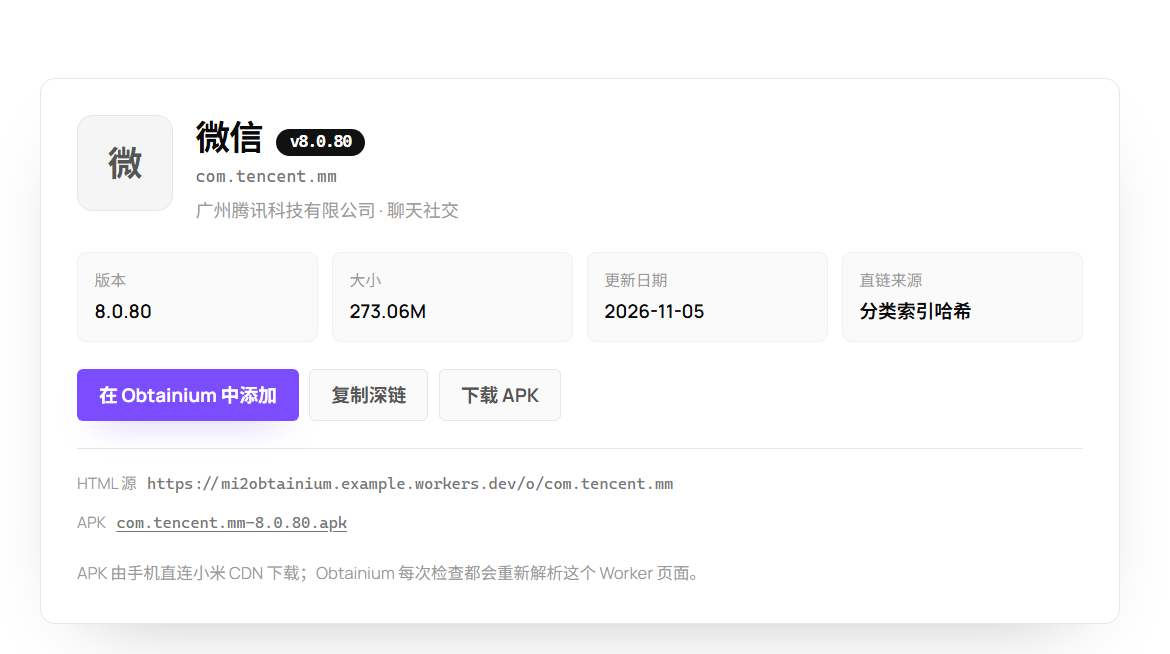 微
微信 v8.0.80
com.tencent.mm
广州腾讯科技有限公司 · 聊天社交
版本
8.0.80
大小
273.06M
更新日期
2026-11-05
直链来源
分类索引哈希
在 Obtainium 中添加
复制深链
下载 APK
HTML 源 https://mi2obtainium.example.workers.dev/o/com.tencent.mm
APK com.tencent.mm-8.0.80.apk
APK 由手机直连小米 CDN 下载；Obtainium 每次检查都会重新解析这个 Worker 页面。